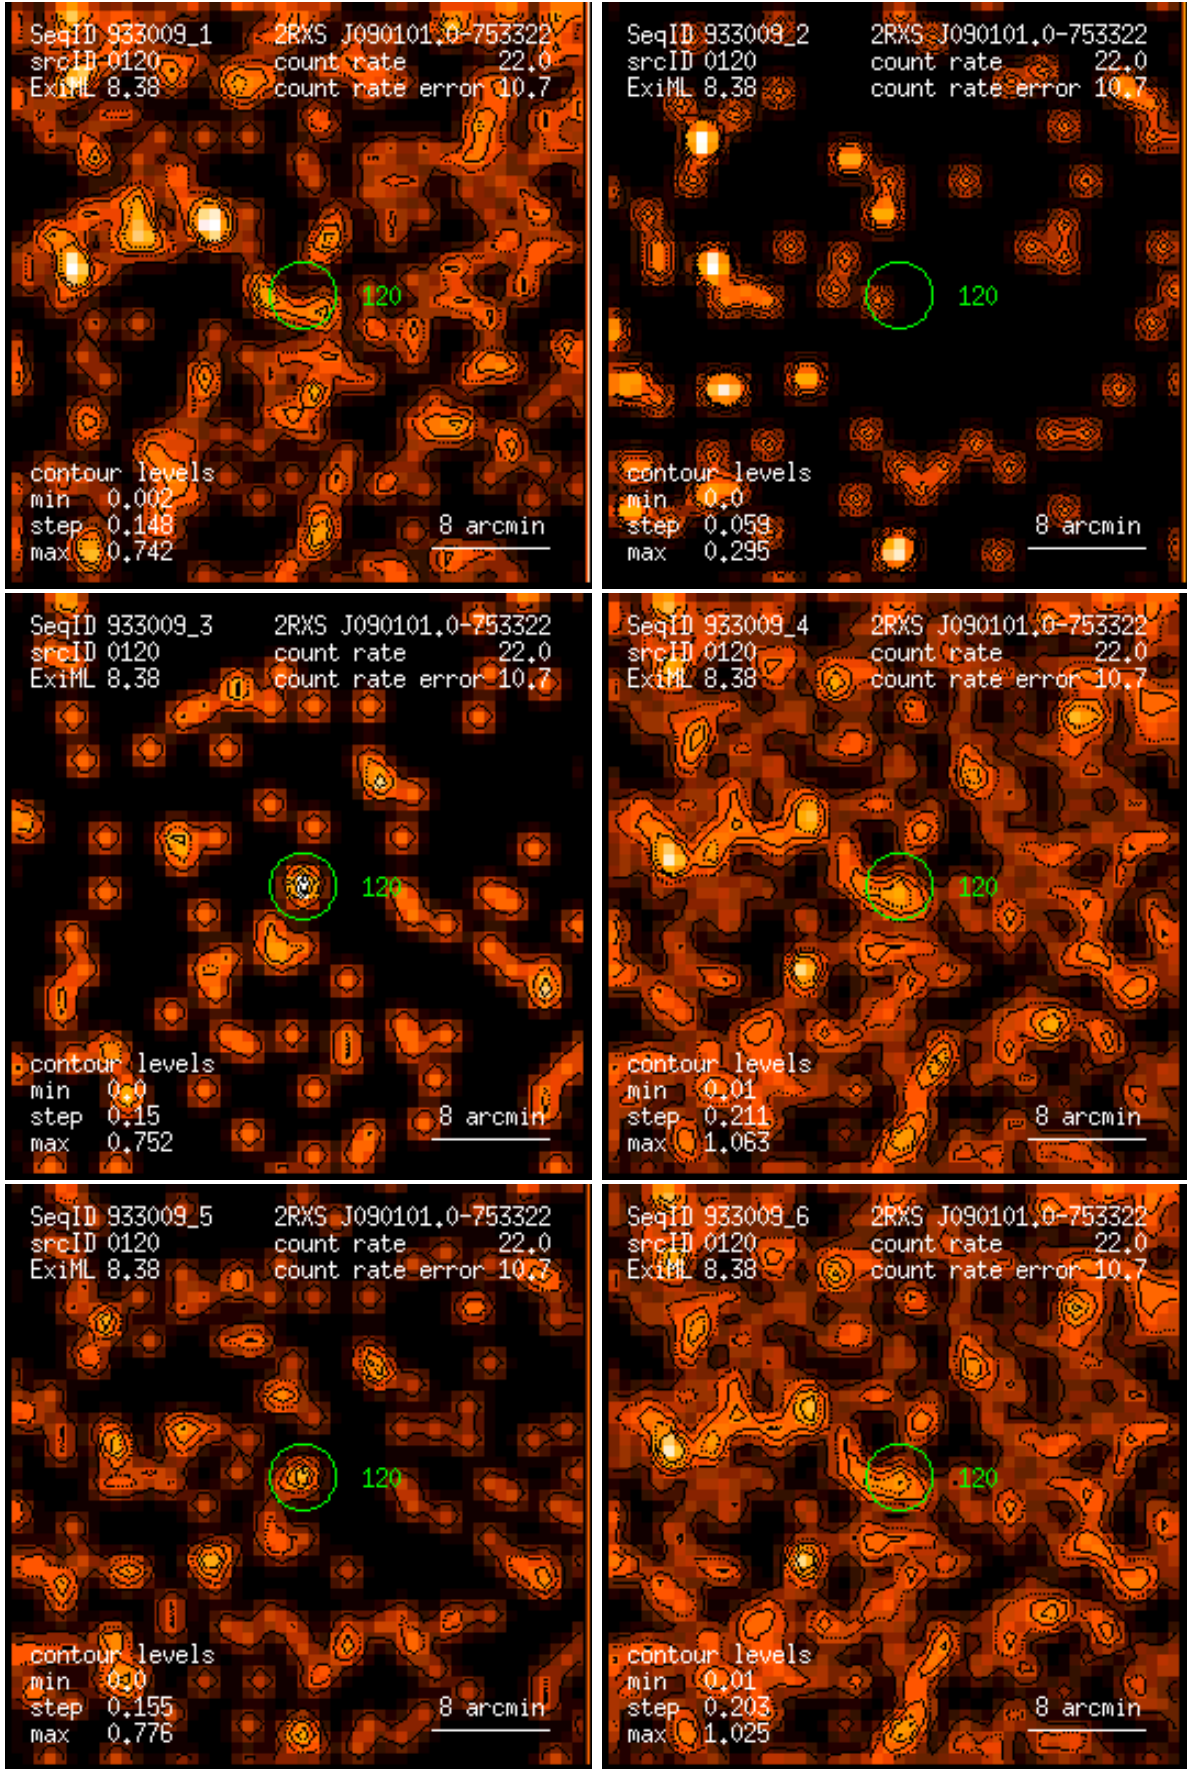 SeqID 933009_1 2RXS J090101.0-753322
srcID 0120 count rate 22.0
ExiML 8.38 count rate error 10.7
120
contour levels
min 0.002
step 0.148 8 arcmin
max 0.742
SeqID 933009_2 2RXS J090101.0-753322
srcID 0120 count rate 22.0
ExiML 8.38 count rate error 10.7
120
contour levels
min 0.0
step 0.059 8 arcmin
max 0.295
SeqID 933009_3 2RXS J090101.0-753322
srcID 0120 count rate 22.0
ExiML 8.38 count rate error 10.7
120
contour levels
min 0.0
step 0.15 8 arcmin
max 0.752
SeqID 933009_4 2RXS J090101.0-753322
srcID 0120 count rate 22.0
ExiML 8.38 count rate error 10.7
120
contour levels
min 0.01
step 0.211 8 arcmin
max 1.063
SeqID 933009_5 2RXS J090101.0-753322
srcID 0120 count rate 22.0
ExiML 8.38 count rate error 10.7
120
contour levels
min 0.0
step 0.155 8 arcmin
max 0.776
SeqID 933009_6 2RXS J090101.0-753322
srcID 0120 count rate 22.0
ExiML 8.38 count rate error 10.7
120
contour levels
min 0.01
step 0.203 8 arcmin
max 1.025